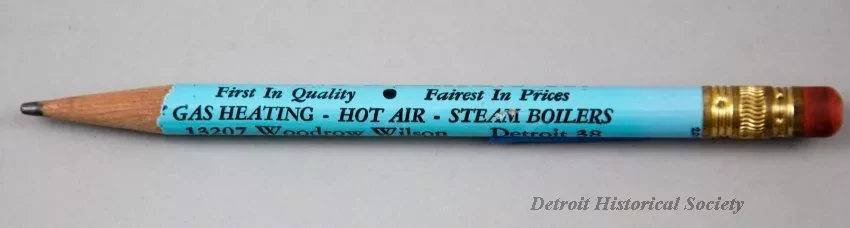 First In Quality ● Fairest In Prices
GAS HEATING - HOT AIR - STEAM BOILERS
13207 Woodrow Wilson Detroit 38
Detroit Historical Society